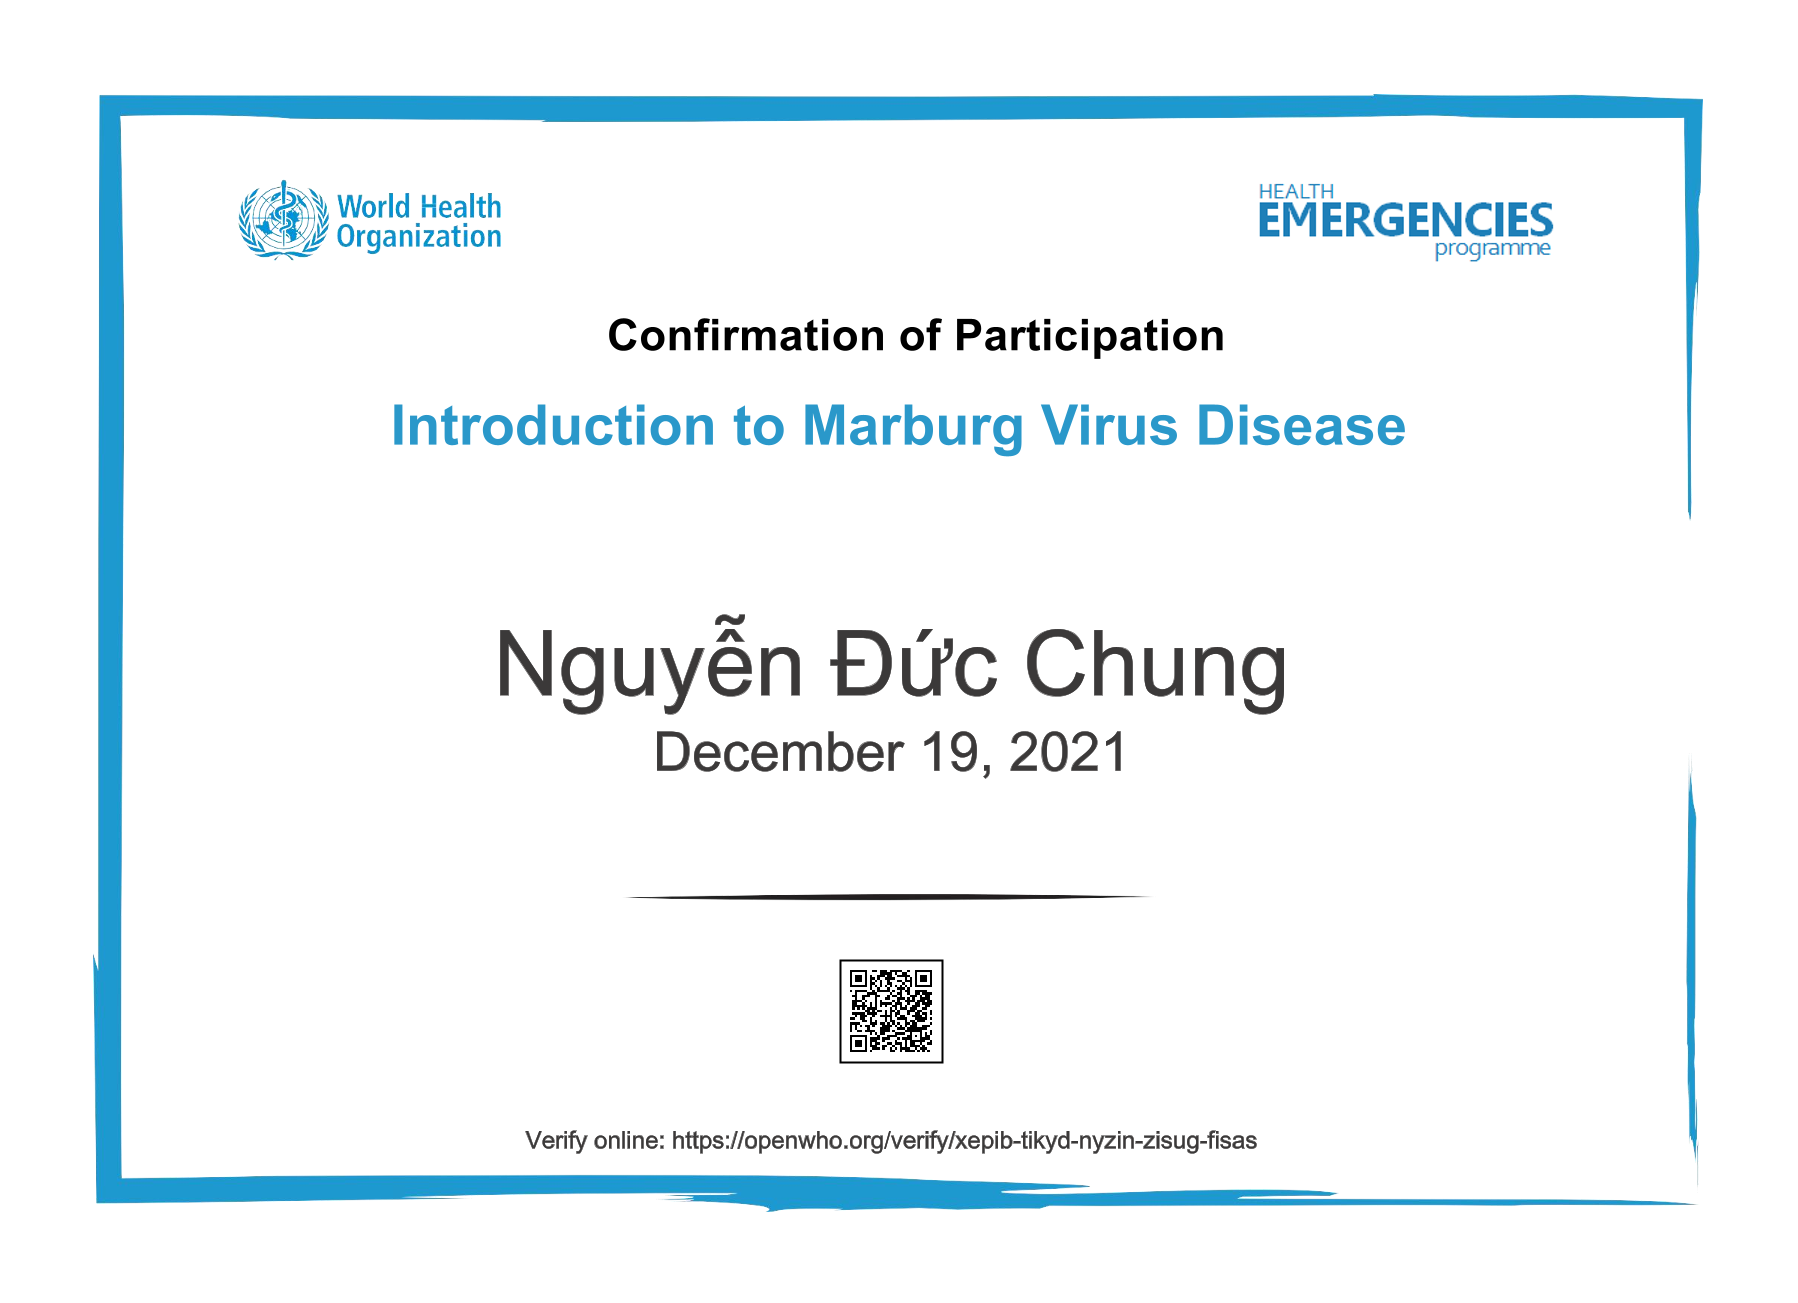 World Health
Organization
HEALTH
EMERGENCIES
programme
Confirmation of Participation
Introduction to Marburg Virus Disease
Nguyễn Đức Chung
December 19, 2021
Verify online: https://openwho.org/verify/xepib-tikyd-nyzin-zisug-fisas